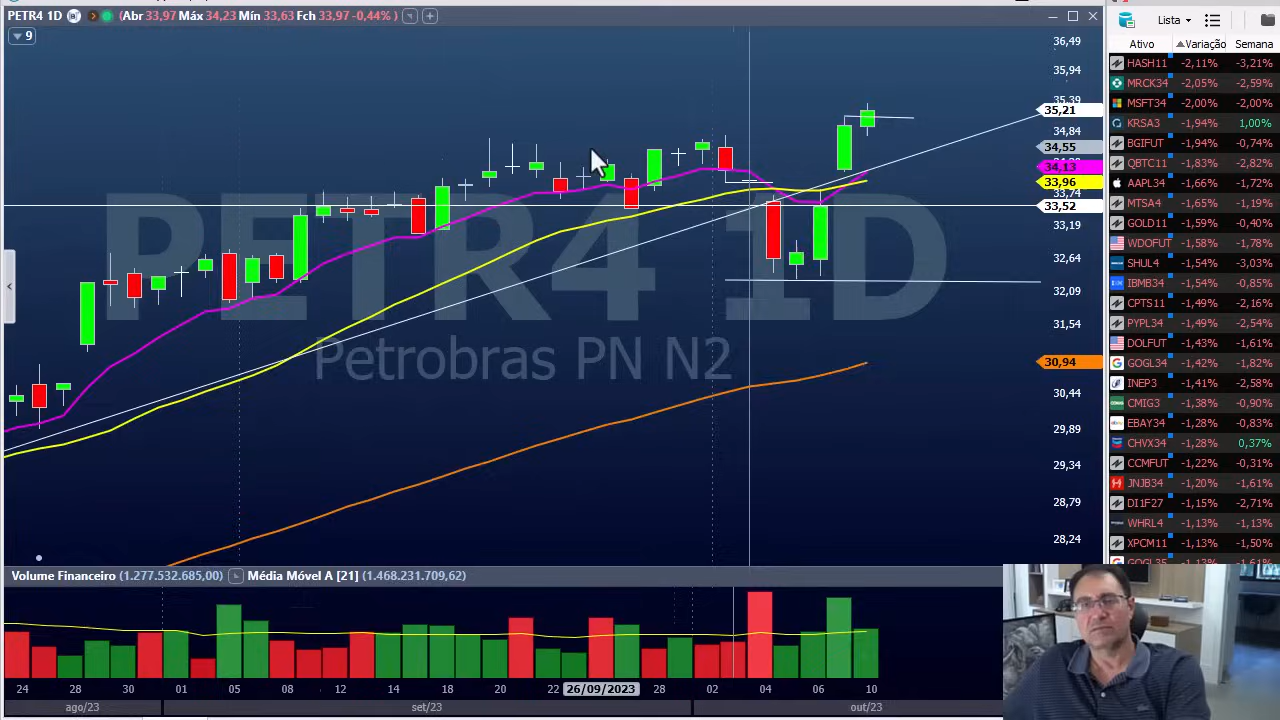 PETR4 1D (Abr 33,97 Máx 34,23 Mín 33,63 Fch 33,97 -0,44%)
9
PETR4 1D
Petrobras PN N2
36,49
35,94
35,39
35,21
34,84
34,55
34,13
33,96
33,74
33,52
33,19
32,64
32,09
31,54
30,94
30,44
29,89
29,34
28,79
28,24
Volume Financeiro (1.277.532.685,00) Média Móvel A [21] (1.468.231.709,62)
24 28 30 01 05 08 12 14 18 20 22 26/09/2023 28 02 04 06 10
ago/23 set/23 out/23
Lista
Ativo Variação Semana
HASH11 -2,11% -3,21%
MRCK34 -2,05% -2,59%
MSFT34 -2,00% -2,00%
KRSA3 -1,94% 1,00%
BGIFUT -1,94% -0,74%
QBTC11 -1,83% -2,82%
AAPL34 -1,66% -1,72%
MTSA4 -1,65% -1,19%
GOLD11 -1,59% -0,40%
WDOFUT -1,58% -1,78%
SHUL4 -1,54% -3,03%
IBMB34 -1,54% -0,85%
CPTS11 -1,49% -2,16%
PYPL34 -1,49% -2,54%
DOLFUT -1,43% -1,61%
GOGL34 -1,42% -1,82%
INEP3 -1,41% -2,58%
CMIG3 -1,38% -0,90%
EBAY34 -1,28% -0,83%
CHVX34 -1,28% 0,37%
CCMFUT -1,22% -0,31%
JNJB34 -1,20% -1,61%
DI1F27 -1,15% -2,71%
WHRL4 -1,13% -1,13%
XPCM11 -1,13% -1,50%
GOGL35 -1,13% -1,61%